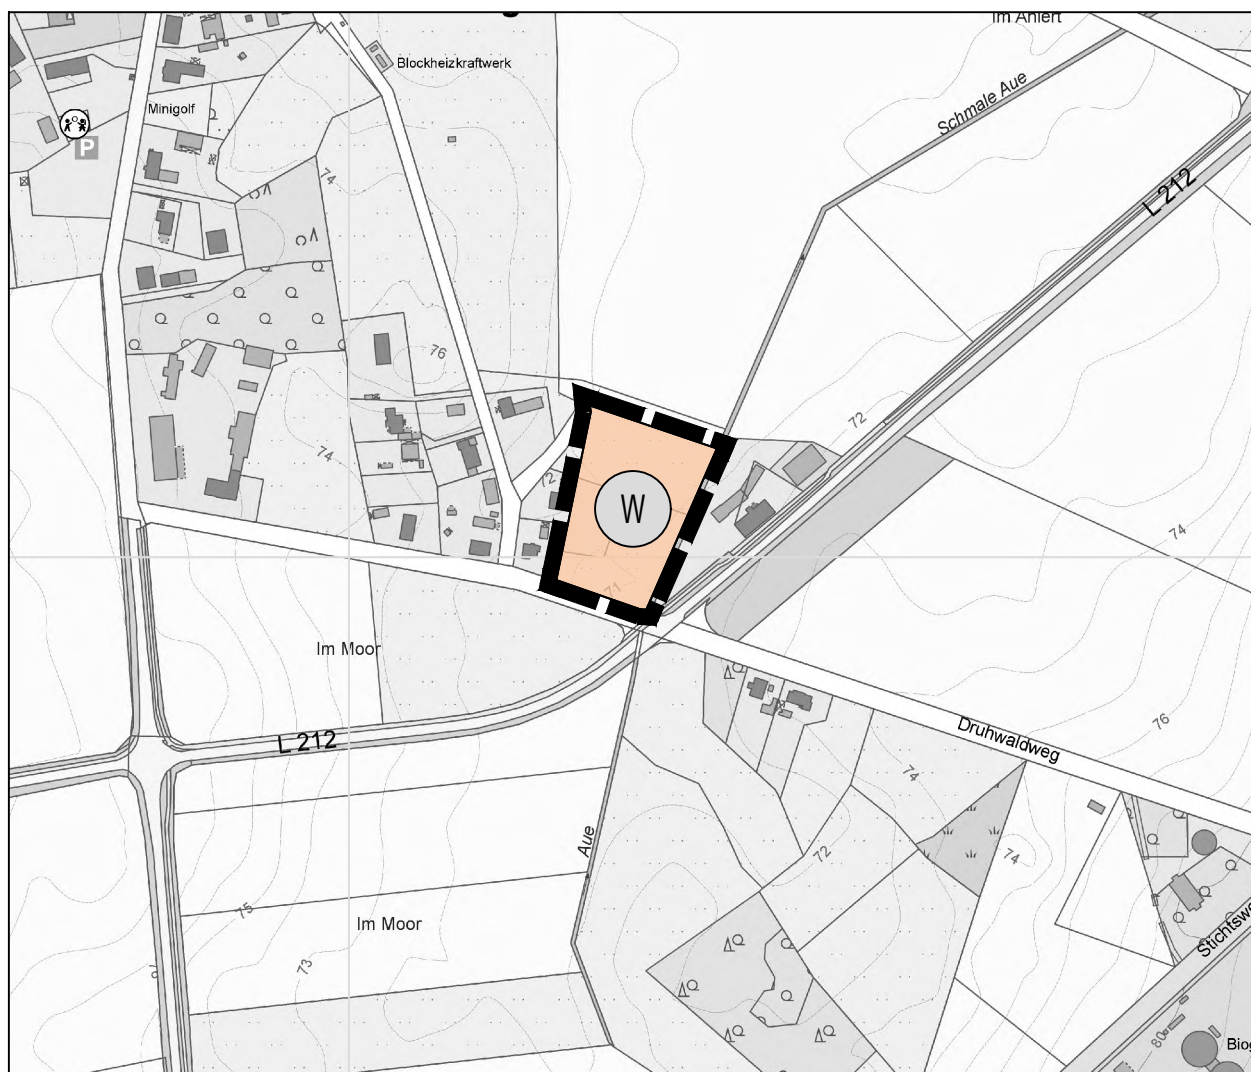 Im Ahlert
Blockheizkraftwerk
Schmale Aue
Minigolf
P
L 212
74
76
72
74
72
W
74
71
Im Moor
L 212
Druhwaldweg
76
74
Aue
72
74
75
Im Moor
73
Stichtswe
80
Biog